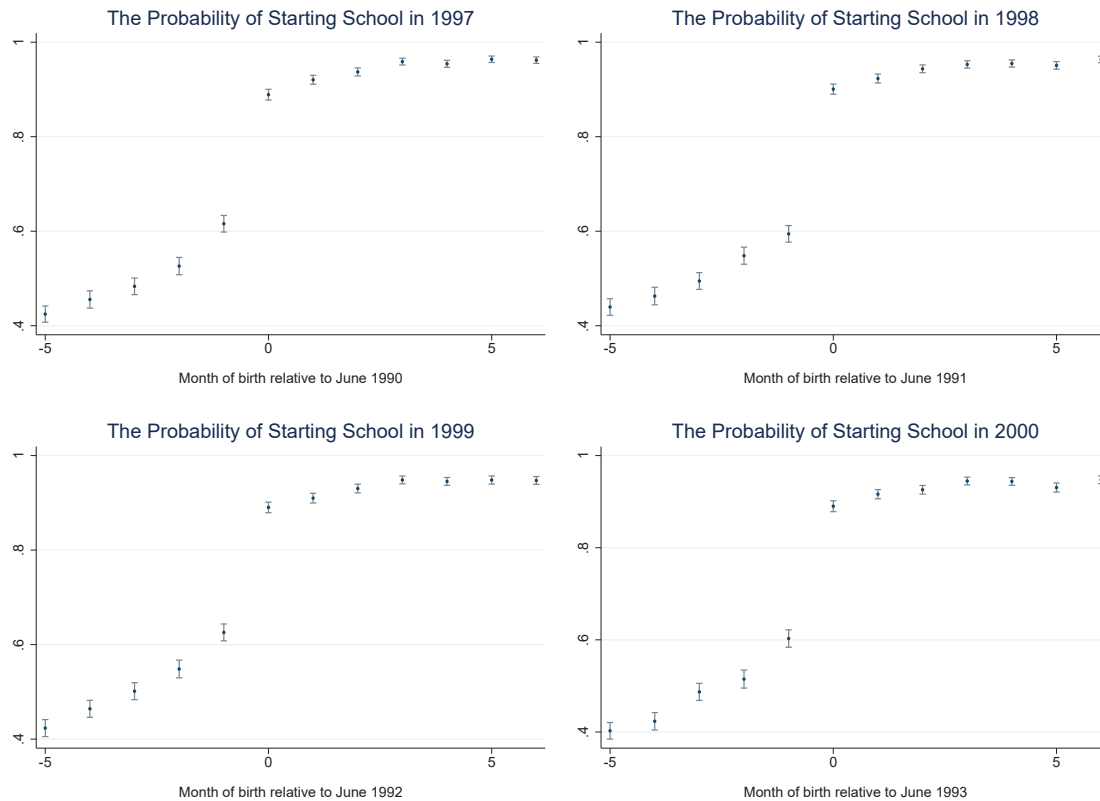 The Probability of Starting School in 1997
1
.8
.6
.4
-5 0 5
Month of birth relative to June 1990
The Probability of Starting School in 1998
1
.8
.6
.4
-5 0 5
Month of birth relative to June 1991
The Probability of Starting School in 1999
1
.8
.6
.4
-5 0 5
Month of birth relative to June 1992
The Probability of Starting School in 2000
1
.8
.6
.4
-5 0 5
Month of birth relative to June 1993